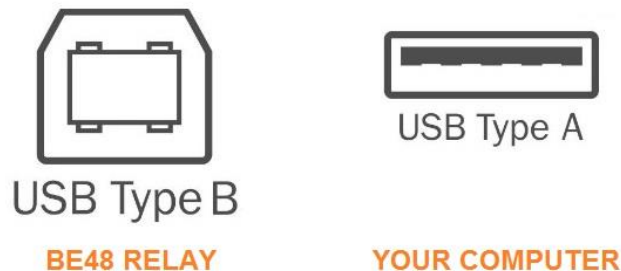 USB Type B
BE48 RELAY
USB Type A
YOUR COMPUTER